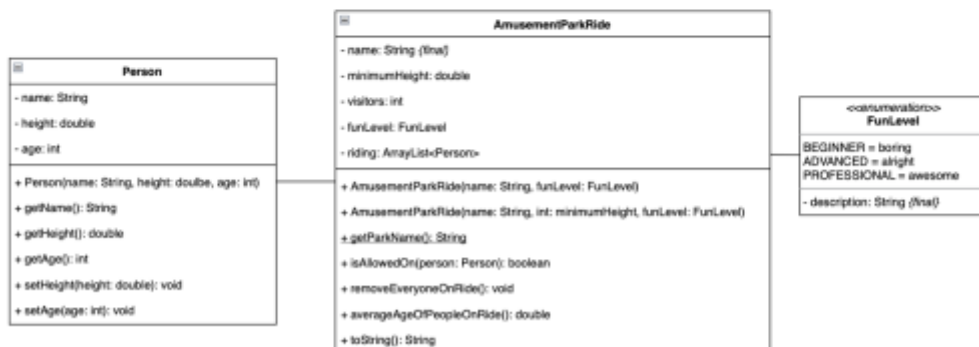 Person
- name: String
- height: double
- age: int
+ Person(name: String, height: doulbe, age: int)
+ getName(): String
+ getHeight(): double
+ getAge(): int
+ setHeight(height: double): void
+ setAge(age: int): void
AmusementParkRide
- name: String {final}
- minimumHeight: double
- visitors: int
- funLevel: FunLevel
- riding: ArrayList<Person>
+ AmusementParkRide(name: String, funLevel: FunLevel)
+ AmusementParkRide(name: String, int: minimumHeight, funLevel: FunLevel)
+ getParkName(): String
+ isAllowedOn(person: Person): boolean
+ removeEveryoneOnRide(): void
+ averageAgeOfPeopleOnRide(): double
+ toString(): String
<<enumeration>>
FunLevel
BEGINNER = boring
ADVANCED = alright
PROFESSIONAL = awesome
- description: String {final}